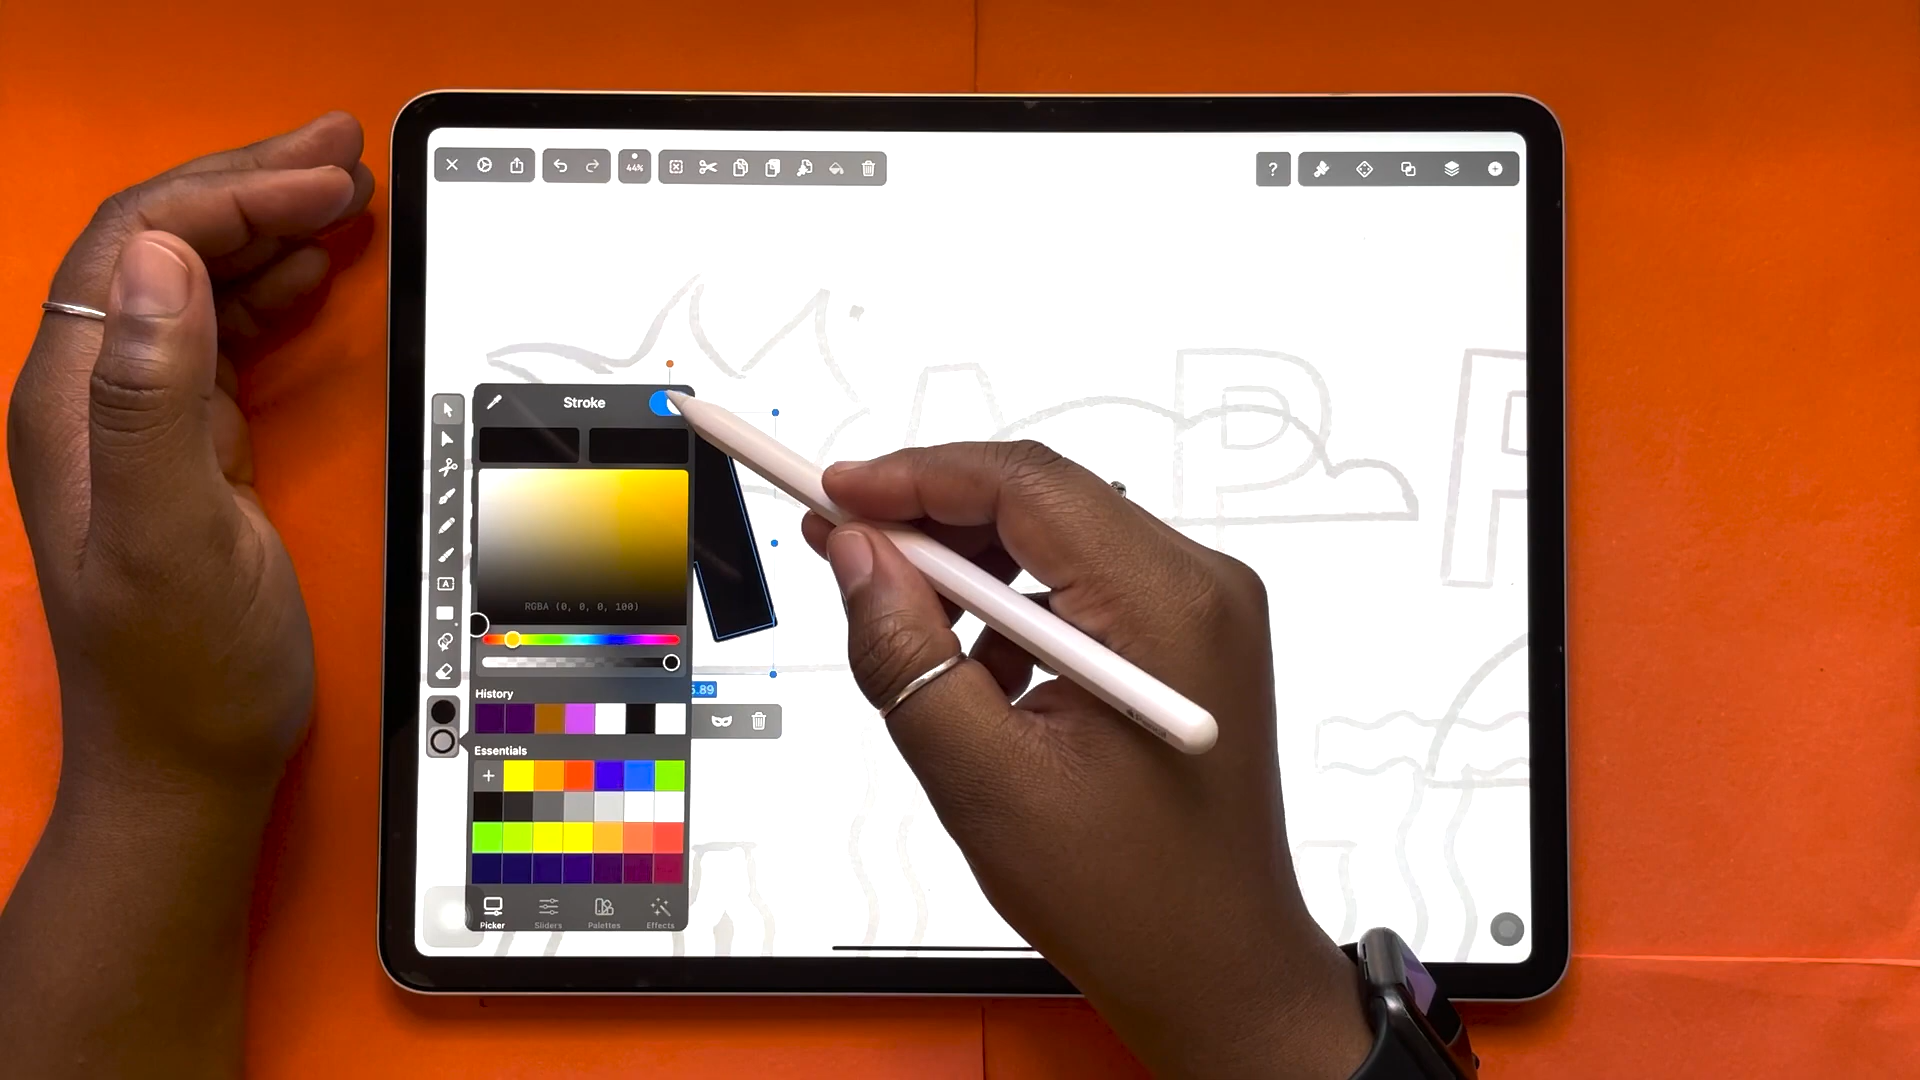 44%
?
Stroke
A P
P
A
RGBA (0, 0, 0, 100)
5.89
History
Essentials
Picker
Sliders
Palettes
Effects